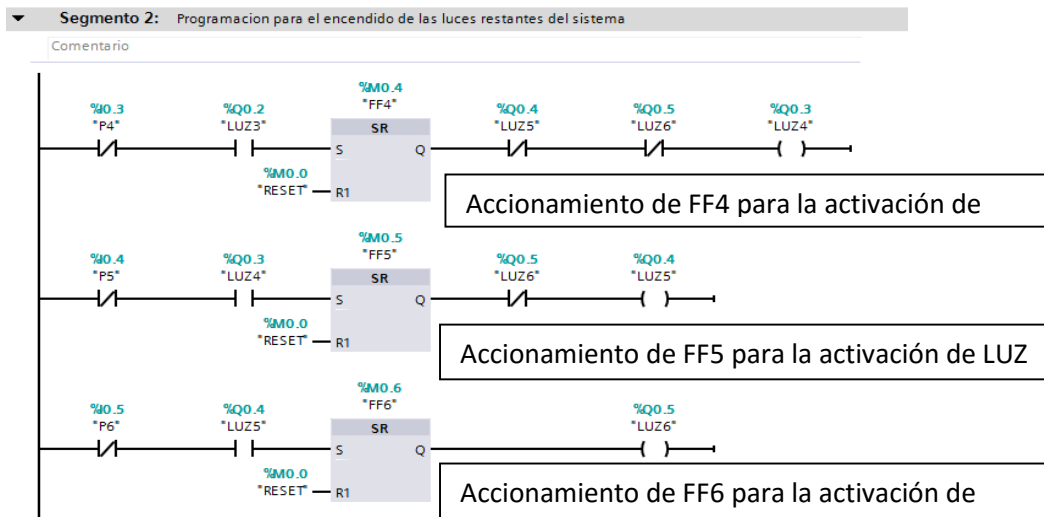 Segmento 2: Programacion para el encendido de las luces restantes del sistema
Comentario
%M0.4
"FF4"
%I0.3
%Q0.2
%Q0.4
%Q0.5
%Q0.3
"P4"
"LUZ3"
SR
"LUZ5"
"LUZ6"
"LUZ4"
S
Q
%M0.0
"RESET"
R1
Accionamiento de FF4 para la activación de
%M0.5
"FF5"
%I0.4
%Q0.3
%Q0.5
%Q0.4
"P5"
"LUZ4"
SR
"LUZ6"
"LUZ5"
S
Q
%M0.0
"RESET"
R1
Accionamiento de FF5 para la activación de LUZ
%M0.6
"FF6"
%I0.5
%Q0.4
%Q0.5
"P6"
"LUZ5"
SR
"LUZ6"
S
Q
%M0.0
"RESET"
R1
Accionamiento de FF6 para la activación de